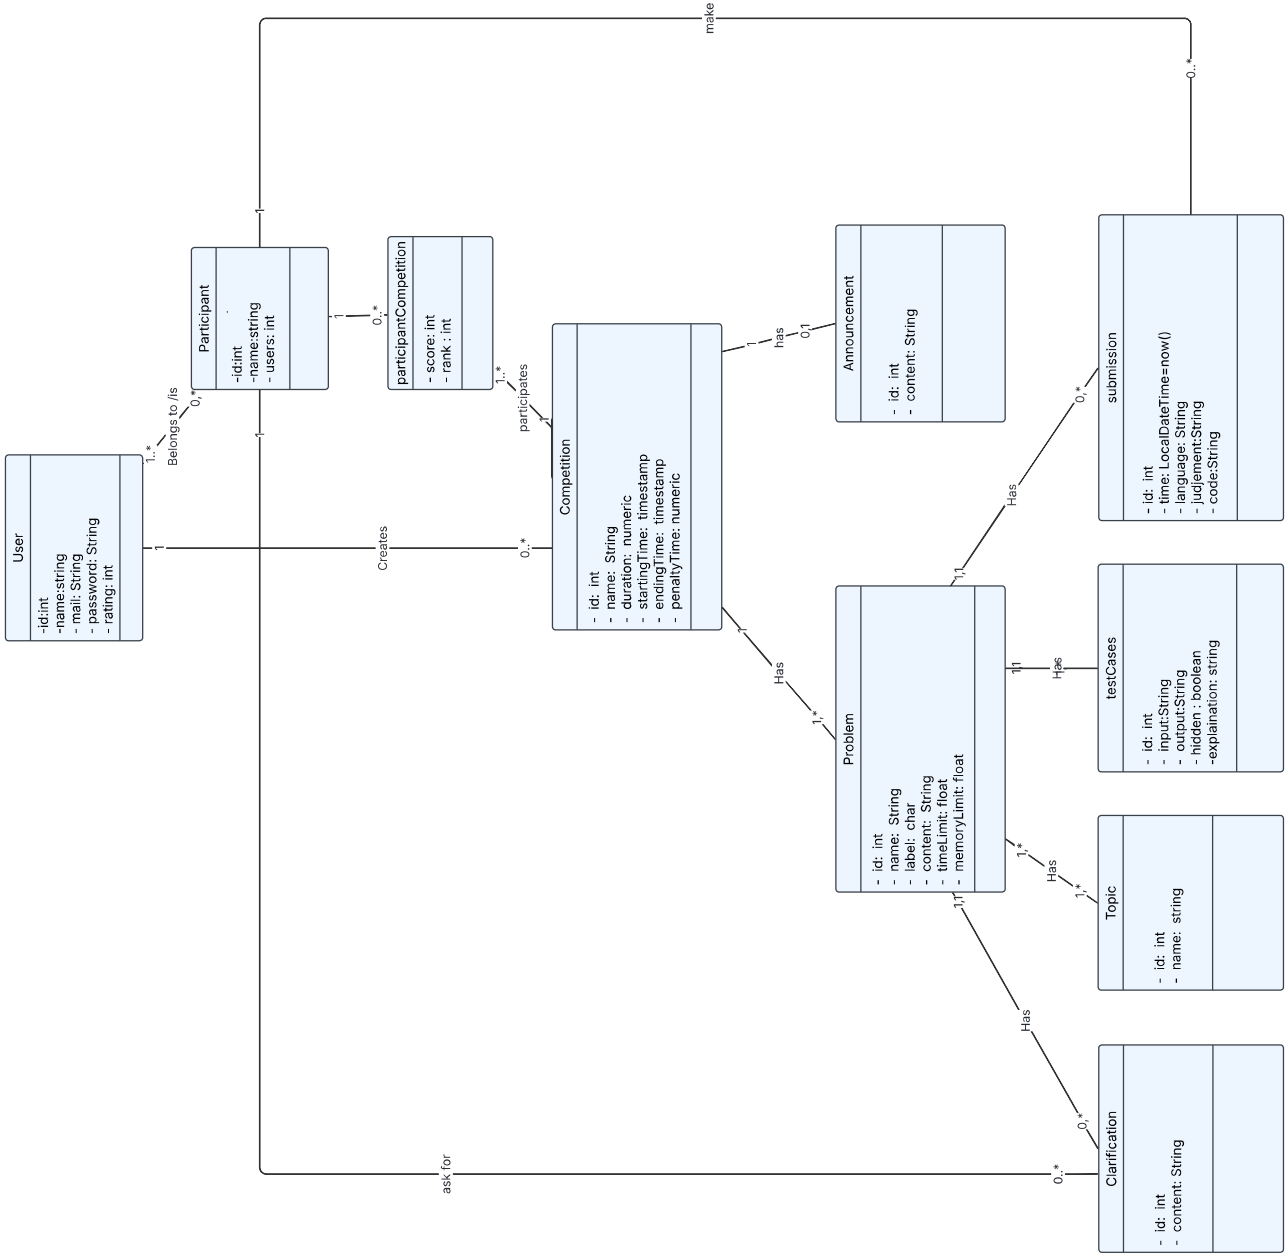 User
-id:int
-name:string
- mail: String
- password: String
- rating: int
1..*
Belongs to /is
0,*
Participant
-id:int
-name:string
- users: int
1
make
0..*
1
0..*
participantCompetition
- score: int
- rank : int
1..*
participates
1
1
Creates
0..*
Competition
- id: int
- name: String
- duration: numeric
- startingTime: timestamp
- endingTime: timestamp
- penaltyTime: numeric
1
has
0,1
Announcement
- id: int
- content: String
1
Has
1,*
Problem
- id: int
- name: String
- label: char
- content: String
- timeLimit: float
- memoryLimit: float
1,1
Has
0,*
submission
- id: int
- time: LocalDateTime=now()
- language: String
- judjement:String
- code:String
1,1
Has
testCases
- id: int
- input:String
- output:String
- hidden : boolean
-explaination: string
1,*
Has
1,*
Topic
- id: int
- name: string
1,1
Has
0,*
Clarification
- id: int
- content: String
1
ask for
0..*